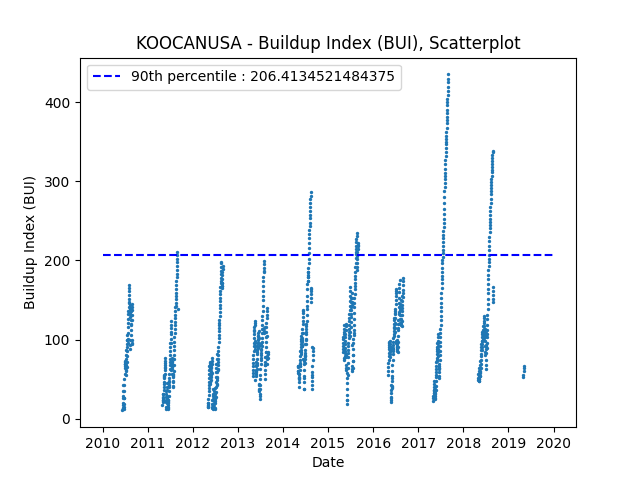 KOOCANUSA - Buildup Index (BUI), Scatterplot
90th percentile : 206.4134521484375
Buildup Index (BUI)
400
300
200
100
0
2010 2011 2012 2013 2014 2015 2016 2017 2018 2019 2020
Date